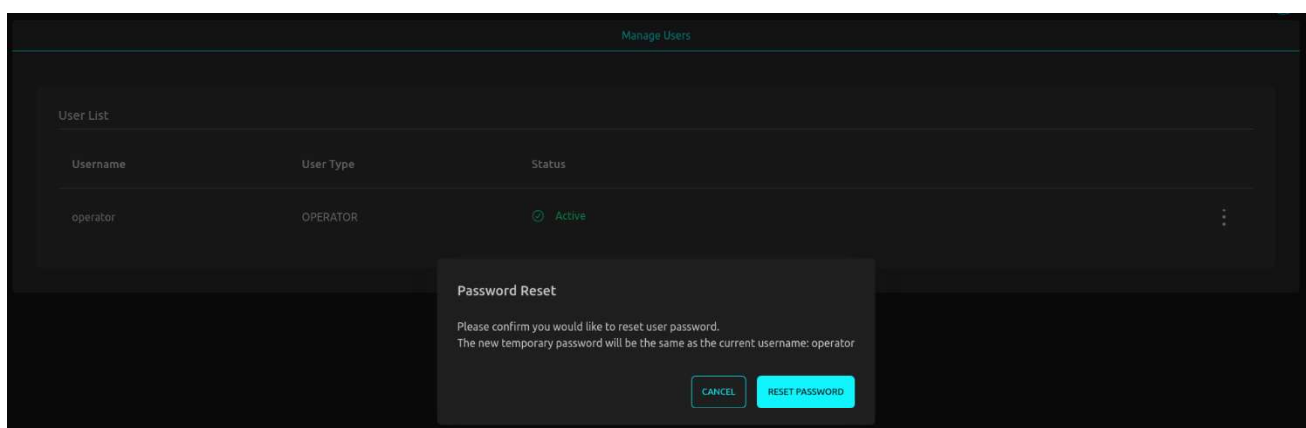 Manage Users
User List
Username User Type Status
operator OPERATOR Active
Password Reset
Please confirm you would like to reset user password.
The new temporary password will be the same as the current username: operator
CANCEL RESET PASSWORD